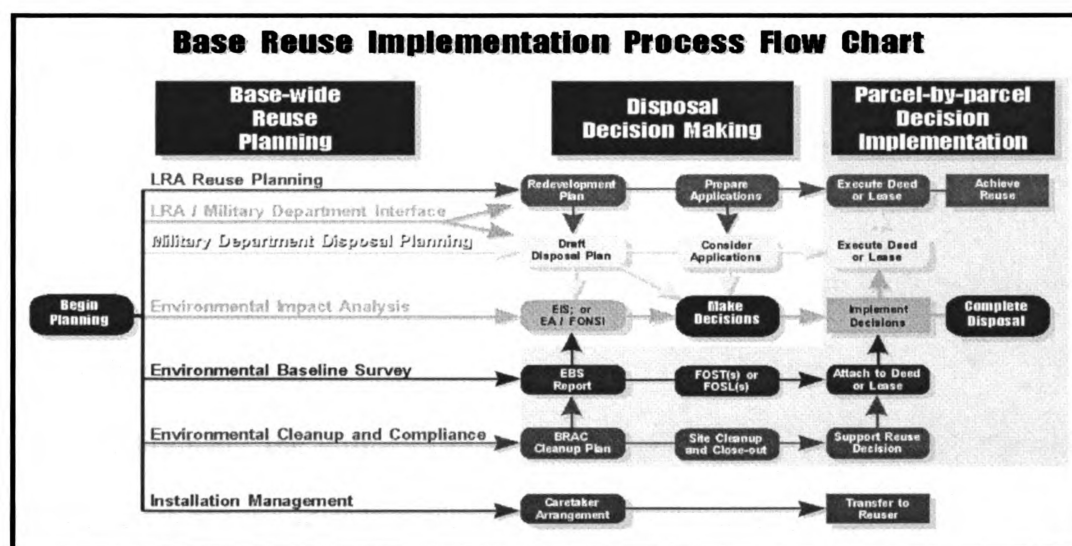 Base Reuse Implementation Process Flow Chart
Base-wide
Reuse
Planning
Disposal
Decision Making
Parcel-by-parcel
Decision
Implementation
LRA Reuse Planning
Redevelopment
Plan
Prepare
Applications
Execute Deed
or Lease
Achieve
Reuse
LRA / Military Department Interface
Military Department Disposal Planning
Draft
Disposal Plan
Consider
Applications
Execute Deed
or Lease
Begin
Planning
Environmental Impact Analysis
EIS; or
EA / FONSI
Make
Decisions
Implement
Decisions
Complete
Disposal
Environmental Baseline Survey
EBS
Report
FOST(s) or
FOSL(s)
Attach to Deed
or Lease
Environmental Cleanup and Compliance
BRAC
Cleanup Plan
Site Cleanup
and Close-out
Support Reuse
Decision
Installation Management
Caretaker
Arrangement
Transfer to
Reuser